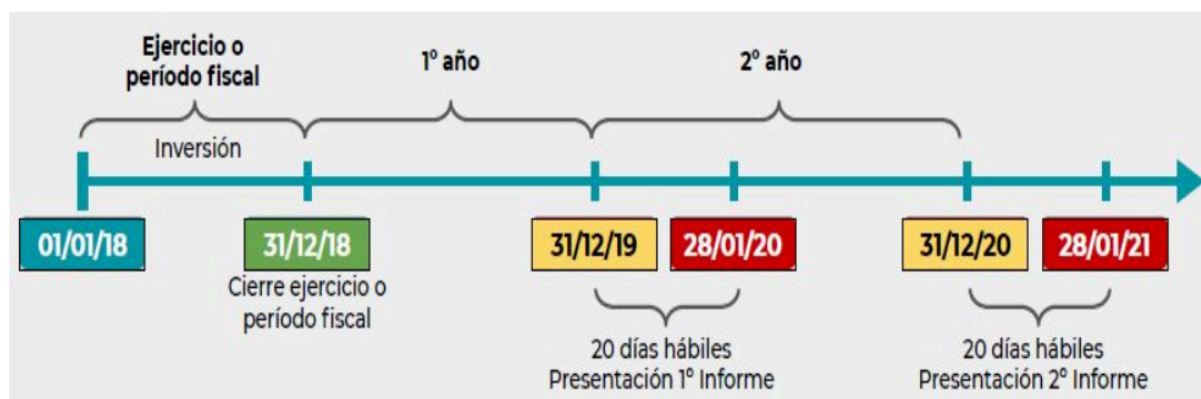 Ejercicio o
período fiscal
1º año
2º año
Inversión
01/01/18
31/12/18
31/12/19
28/01/20
31/12/20
28/01/21
Cierre ejercicio o
período fiscal
20 días hábiles
Presentación 1º Informe
20 días hábiles
Presentación 2º Informe